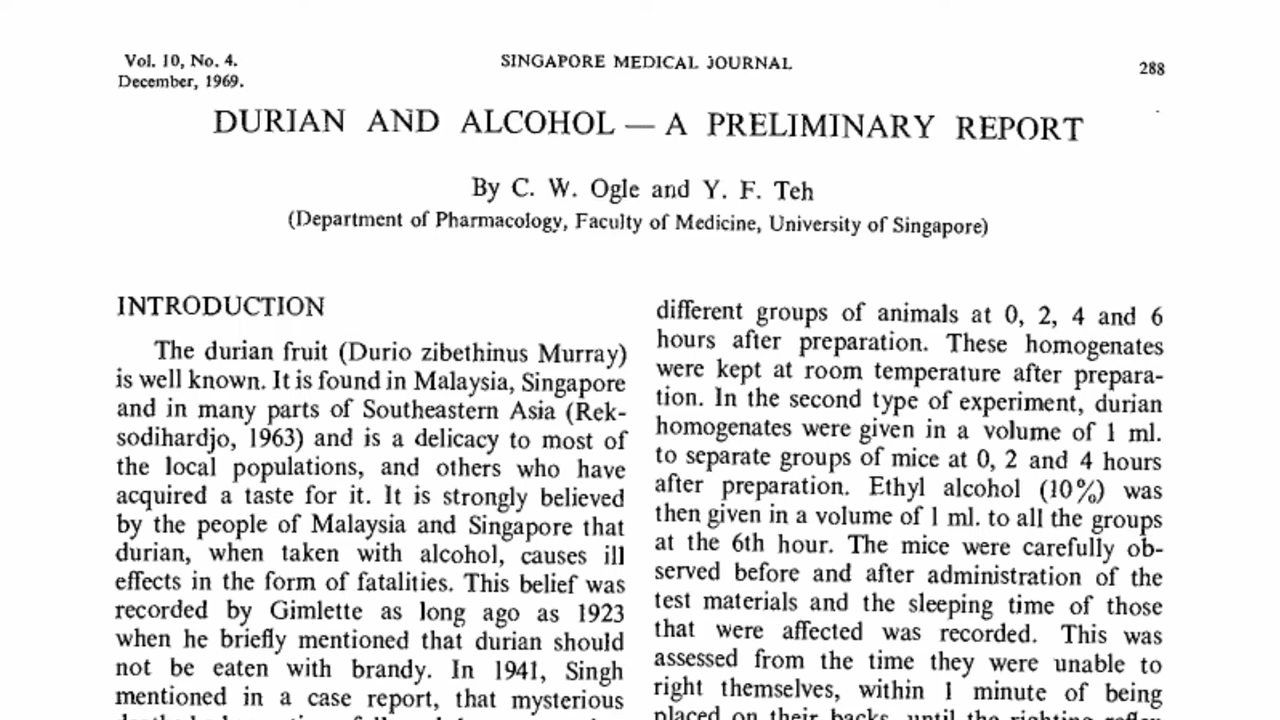 Vol. 10, No. 4.
December, 1969.
SINGAPORE MEDICAL JOURNAL
288
DURIAN AND ALCOHOL — A PRELIMINARY REPORT
By C. W. Ogle and Y. F. Teh
(Department of Pharmacology, Faculty of Medicine, University of Singapore)
INTRODUCTION
The durian fruit (Durio zibethinus Murray)
is well known. It is found in Malaysia, Singapore
and in many parts of Southeastern Asia (Rek-
sodihardjo, 1963) and is a delicacy to most of
the local populations, and others who have
acquired a taste for it. It is strongly believed
by the people of Malaysia and Singapore that
durian, when taken with alcohol, causes ill
effects in the form of fatalities. This belief was
recorded by Gimlette as long ago as 1923
when he briefly mentioned that durian should
not be eaten with brandy. In 1941, Singh
mentioned in a case report, that mysterious
different groups of animals at 0, 2, 4 and 6
hours after preparation. These homogenates
were kept at room temperature after prepara-
tion. In the second type of experiment, durian
homogenates were given in a volume of 1 ml.
to separate groups of mice at 0, 2 and 4 hours
after preparation. Ethyl alcohol (10%) was
then given in a volume of 1 ml. to all the groups
at the 6th hour. The mice were carefully ob-
served before and after administration of the
test materials and the sleeping time of those
that were affected was recorded. This was
assessed from the time they were unable to
right themselves, within 1 minute of being
placed on their backs, until the righting reflex